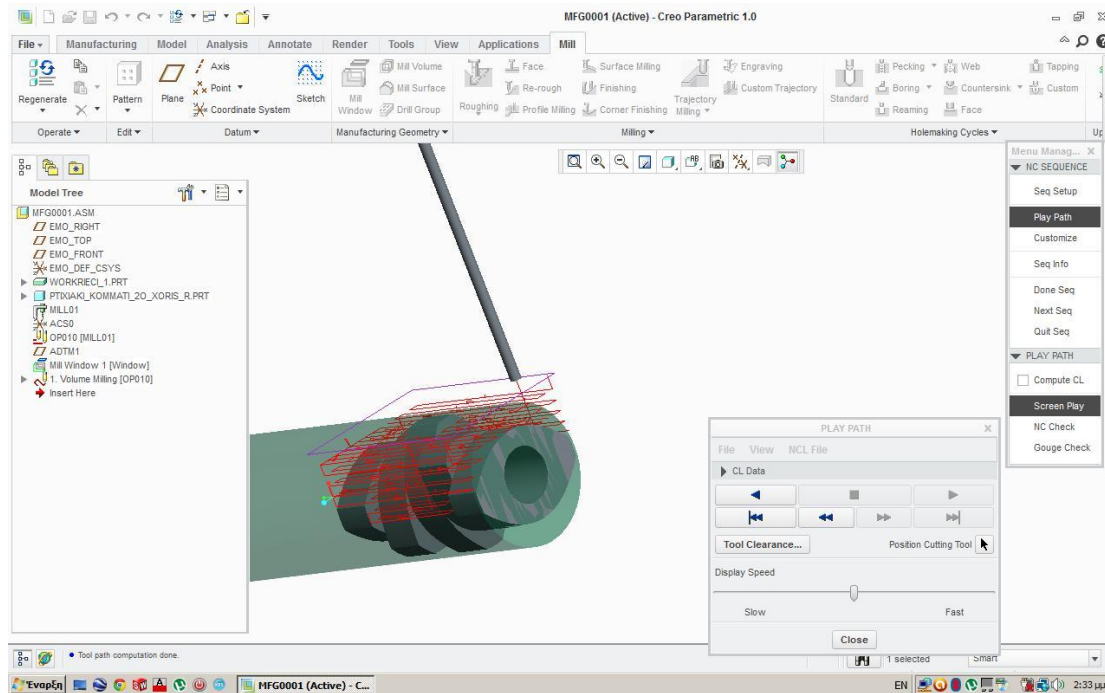 MFG0001 (Active) - Creo Parametric 1.0
File Manufacturing Model Analysis Annotate Render Tools View Applications Mill
Regenerate
Pattern
Plane
Axis
Point
Coordinate System
Sketch
Mill Window
Mill Volume
Mill Surface
Drill Group
Roughing
Face
Re-rough
Profile Milling
Surface Milling
Finishing
Corner Finishing
Trajectory Milling
Engraving
Custom Trajectory
Standard
Pecking
Boring
Reaming
Web
Countersink
Face
Tapping
Custom
Operate Edit Datum Manufacturing Geometry Milling Holemaking Cycles Up
Model Tree
MFG0001.ASM
EMO_RIGHT
EMO_TOP
EMO_FRONT
EMO_DEF_CSYS
WORKRIECI_1.PRT
PTIXIAKI_KOMMATI_2O_XORIS_R.PRT
MILL01
ACS0
OP010 [MILL01]
ADTM1
Mill Window 1 [Window]
1. Volume Milling [OP010]
Insert Here
Menu Manag... X
NC SEQUENCE
Seq Setup
Play Path
Customize
Seq Info
Done Seq
Next Seq
Quit Seq
PLAY PATH
Compute CL
Screen Play
NC Check
Gouge Check
PLAY PATH
File View NCL File
CL Data
Tool Clearance...
Position Cutting Tool
Display Speed
Slow Fast
Close
Tool path computation done.
1 selected Smart
Έναρξη MFG0001 (Active) - C... EN 2:33 μμ